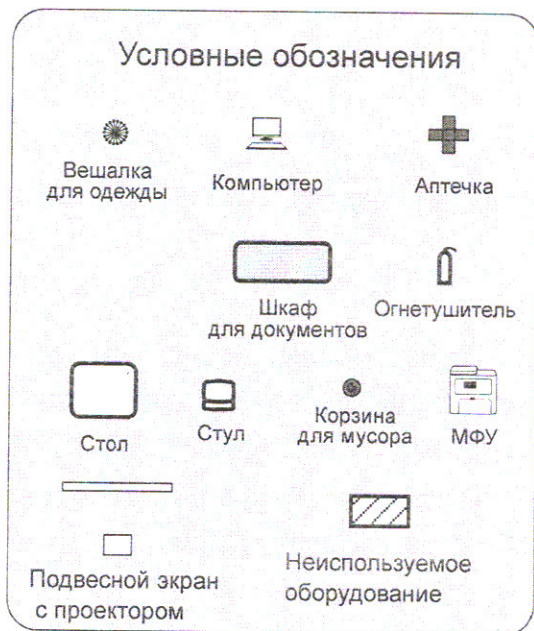 Условные обозначения
Вешалка
для одежды
Компьютер
Аптечка
Шкаф
для документов
Огнетушитель
Стол
Стул
Корзина
для мусора
МФУ
Подвесной экран
с проектором
Неиспользуемое
оборудование